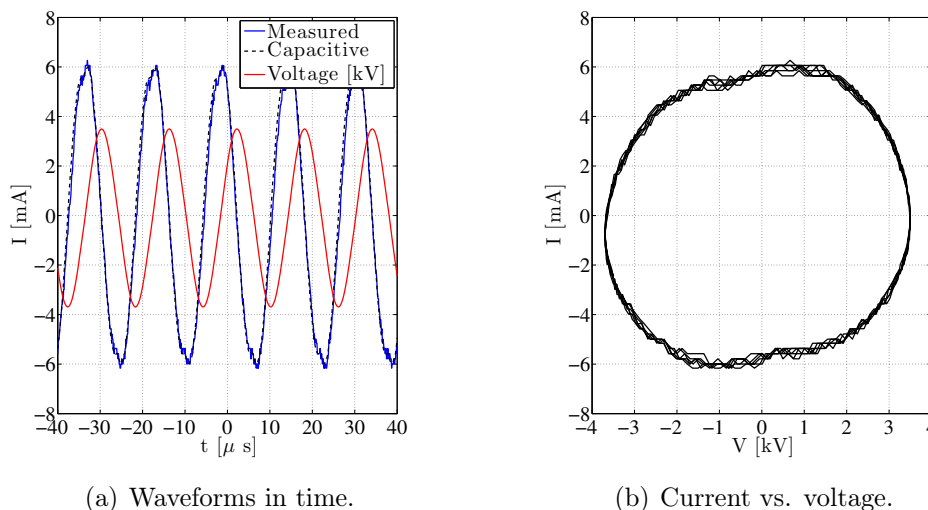 8
6
4
2
0
−2
−4
−6
−8
I [mA]
−40 −30 −20 −10 0 10 20 30 40
t [μ s]
Measured
Capacitive
Voltage [kV]
(a) Waveforms in time.
8
6
4
2
0
−2
−4
−6
−8
I [mA]
−4 −3 −2 −1 0 1 2 3 4
V [kV]
(b) Current vs. voltage.